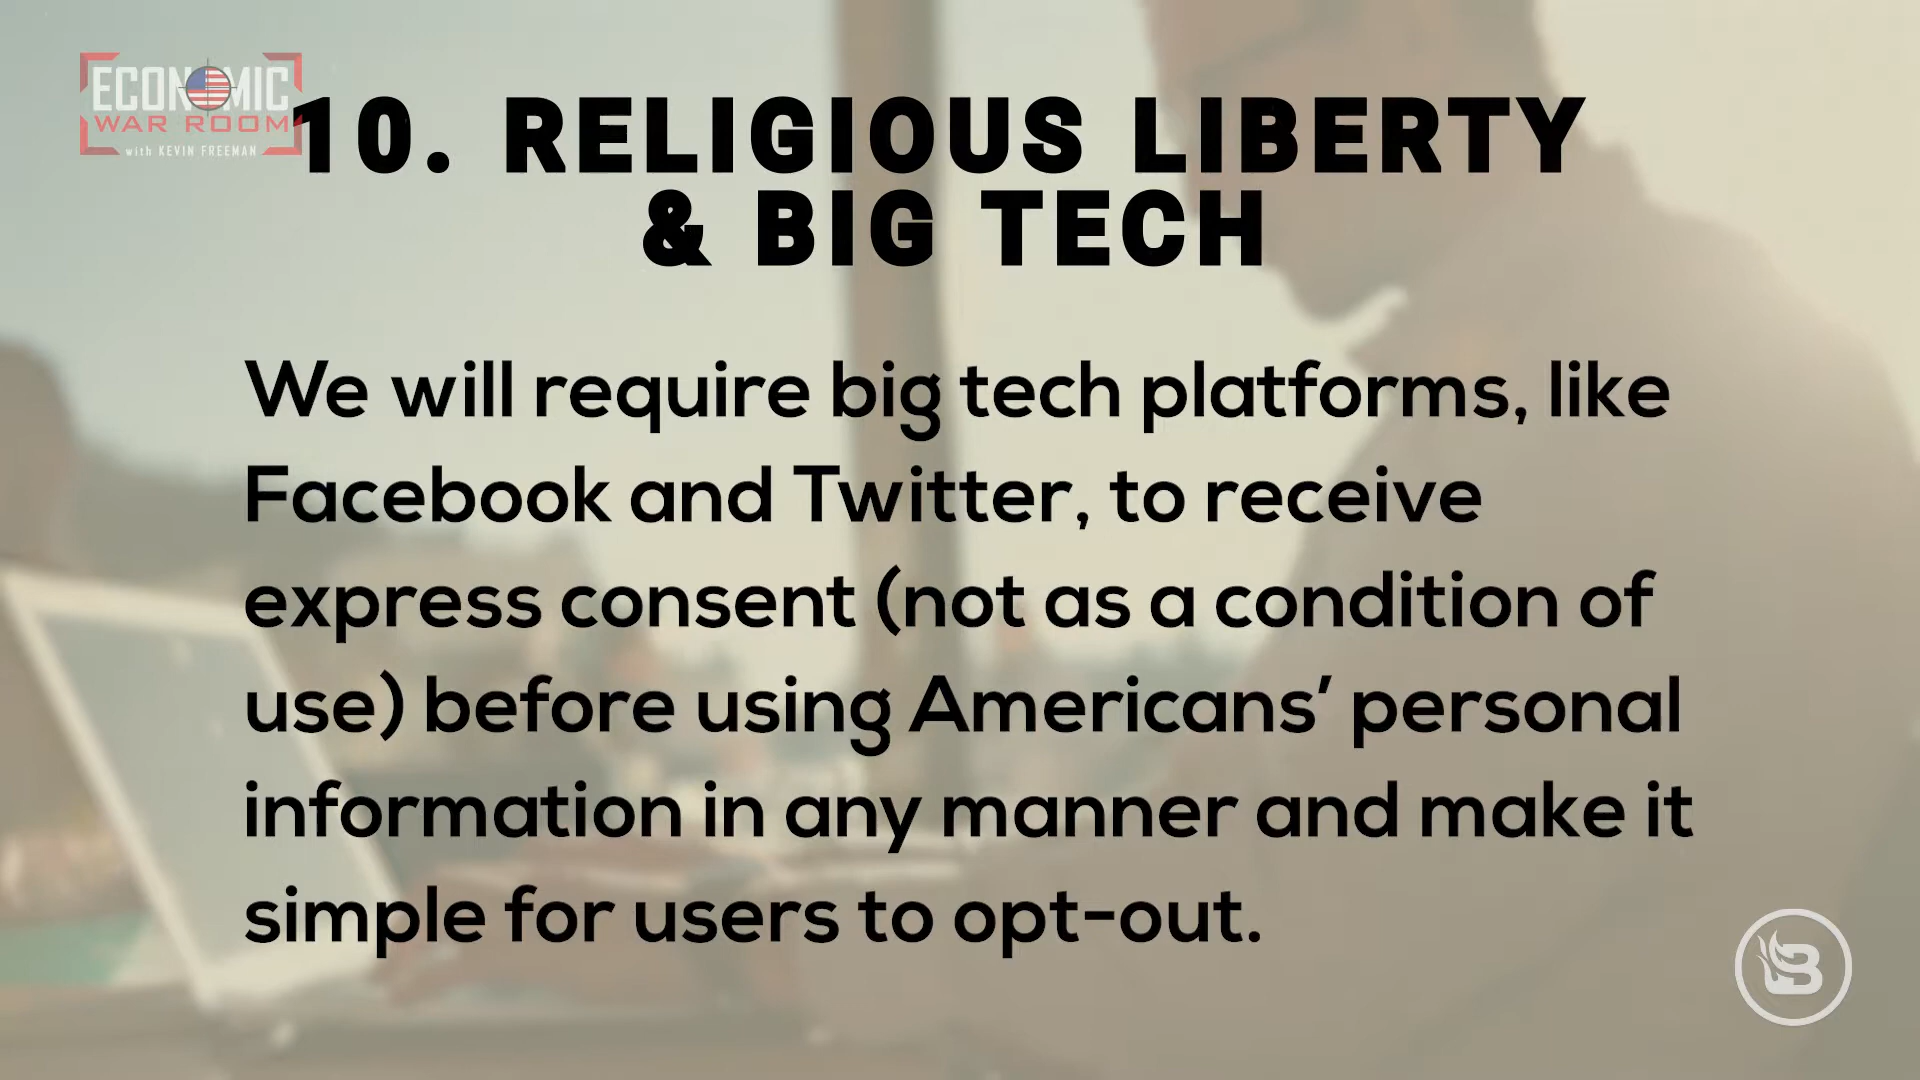 ECONOMIC
WAR ROOM
with KEVIN FREEMAN
10. RELIGIOUS LIBERTY
& BIG TECH
We will require big tech platforms, like
Facebook and Twitter, to receive
express consent (not as a condition of
use) before using Americans’ personal
information in any manner and make it
simple for users to opt-out.
B